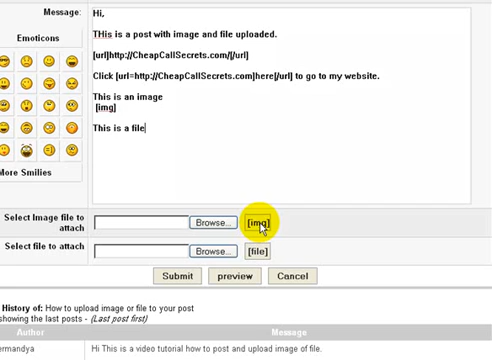 Message:
Hi,
THis is a post with image and file uploaded.
[url]http://CheapCallSecrets.com/[/url]
Click [url=http://CheapCallSecrets.com]here[/url] to go to my website.
This is an image
[img]
This is a file
Emoticons
More Smilies
Select Image file to attach
Browse...
[img]
Select file to attach
Browse...
[file]
Submit
preview
Cancel
History of: How to upload image or file to your post
showing the last posts - (Last post first)
Author
Message
ermandya
Hi This is a video tutorial how to post and upload image of file.